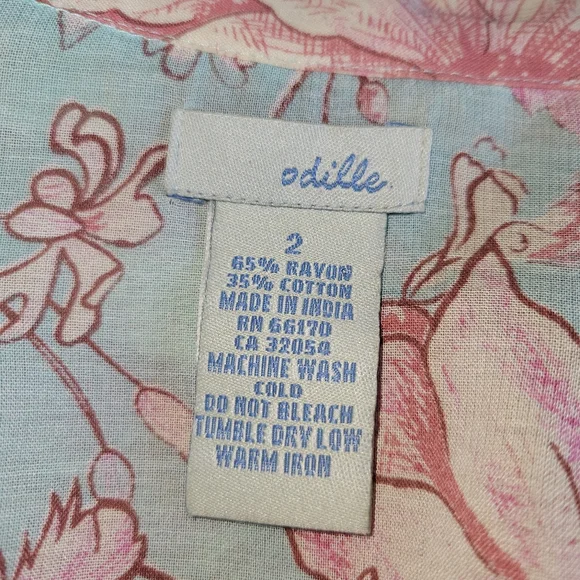 odille
2
65% RAYON
35% COTTON
MADE IN INDIA
RN 66170
CA 32054
MACHINE WASH
COLD
DO NOT BLEACH
TUMBLE DRY LOW
WARM IRON